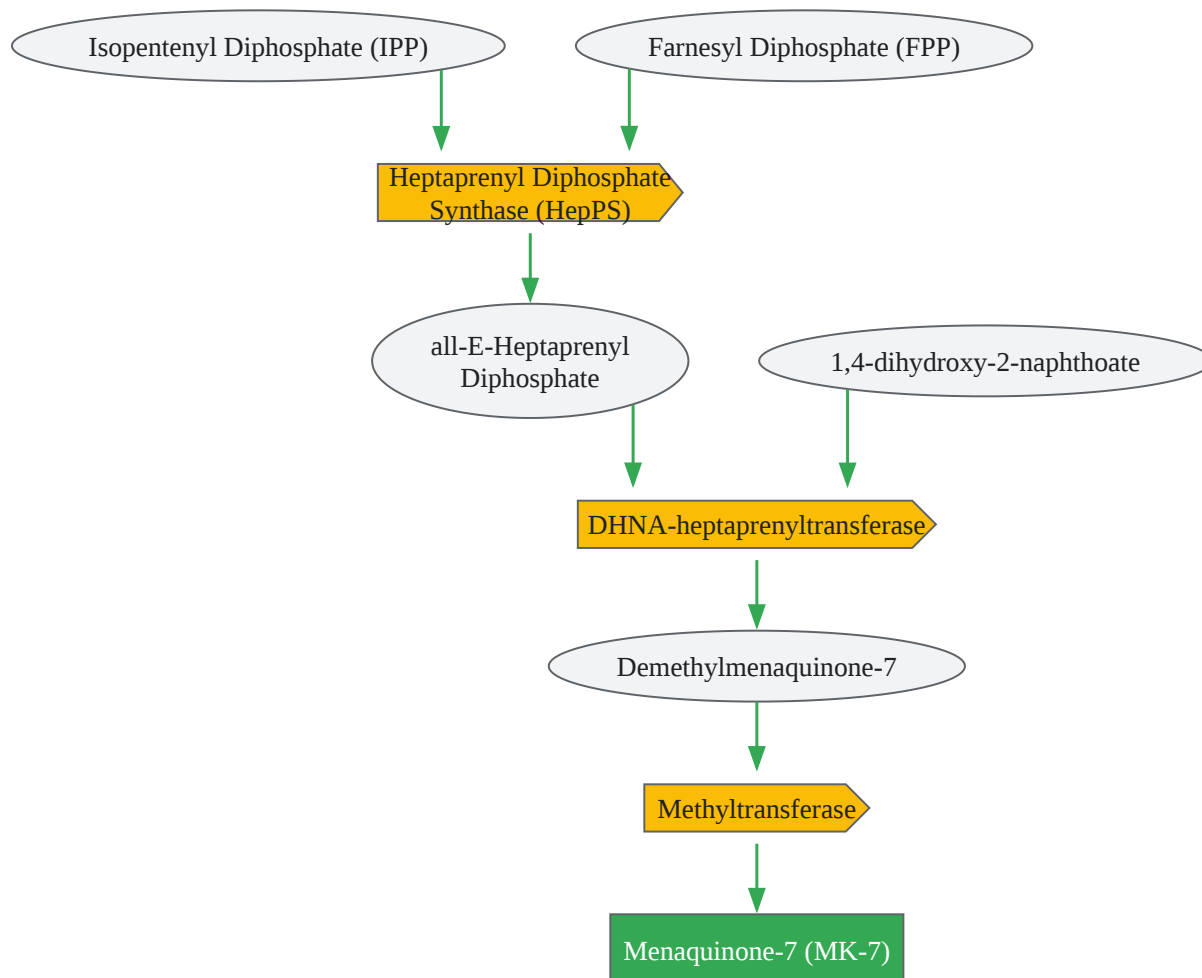 Isopentenyl Diphosphate (IPP)
Farnesyl Diphosphate (FPP)
Heptaprenyl Diphosphate
Synthase (HepPS)
all-E-Heptaprenyl
Diphosphate
1,4-dihydroxy-2-naphthoate
DHNA-heptaprenyltransferase
Demethylmenaquinone-7
Methyltransferase
Menaquinone-7 (MK-7)